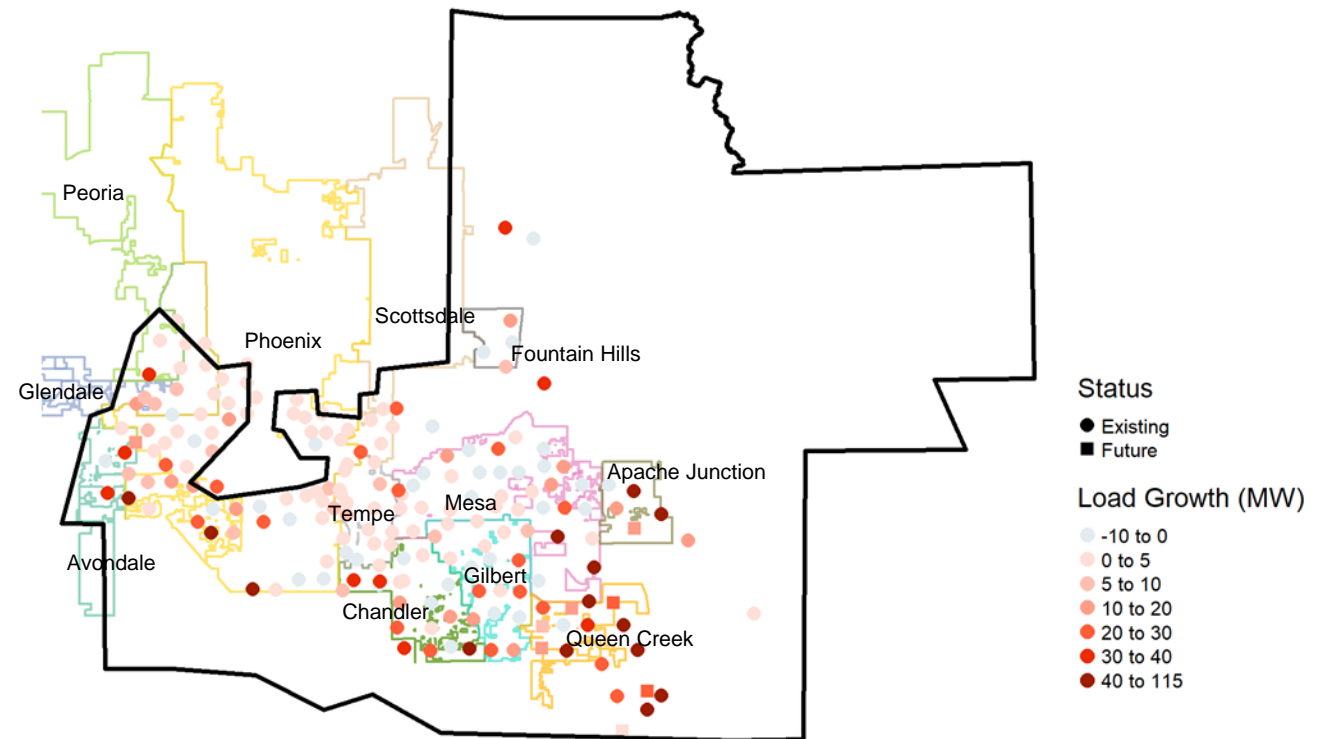 Peoria
Scottsdale
Phoenix
Fountain Hills
Glendale
Apache Junction
Mesa
Tempe
Avondale
Gilbert
Chandler
Queen Creek
Status
Existing
Future
Load Growth (MW)
-10 to 0
0 to 5
5 to 10
10 to 20
20 to 30
30 to 40
40 to 115